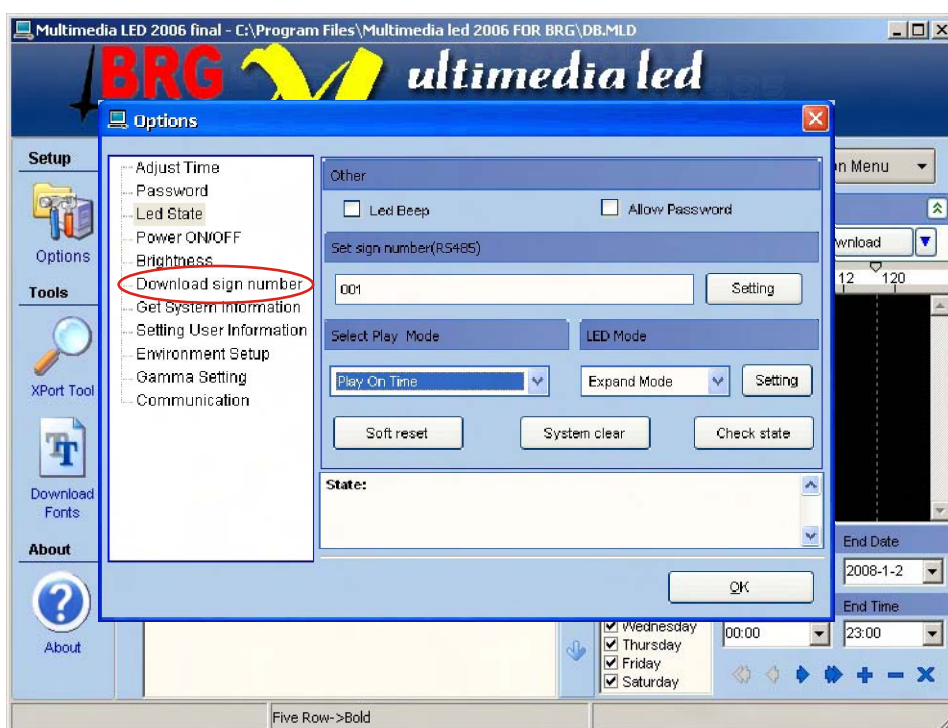 Multimedia LED 2006 final - C:\Program Files\Multimedia led 2006 FOR BRG\DB.MLD
BRG M ultimedia led
Options
Setup
Options
Tools
XPort Tool
Download
Fonts
About
About
Adjust Time
Password
Led State
Power ON/OFF
Brightness
Download sign number
Get System Information
Setting User Information
Environment Setup
Gamma Setting
Communication
Other
Led Beep
Allow Password
Set sign number(RS485)
001
Setting
Select Play Mode
LED Mode
Play On Time
Expand Mode
Setting
Soft reset
System clear
Check state
State:
OK
Menu
12 120
End Date
2008-1-2
End Time
Wednesday
Thursday
Friday
Saturday
00:00
23:00
Five Row->Bold